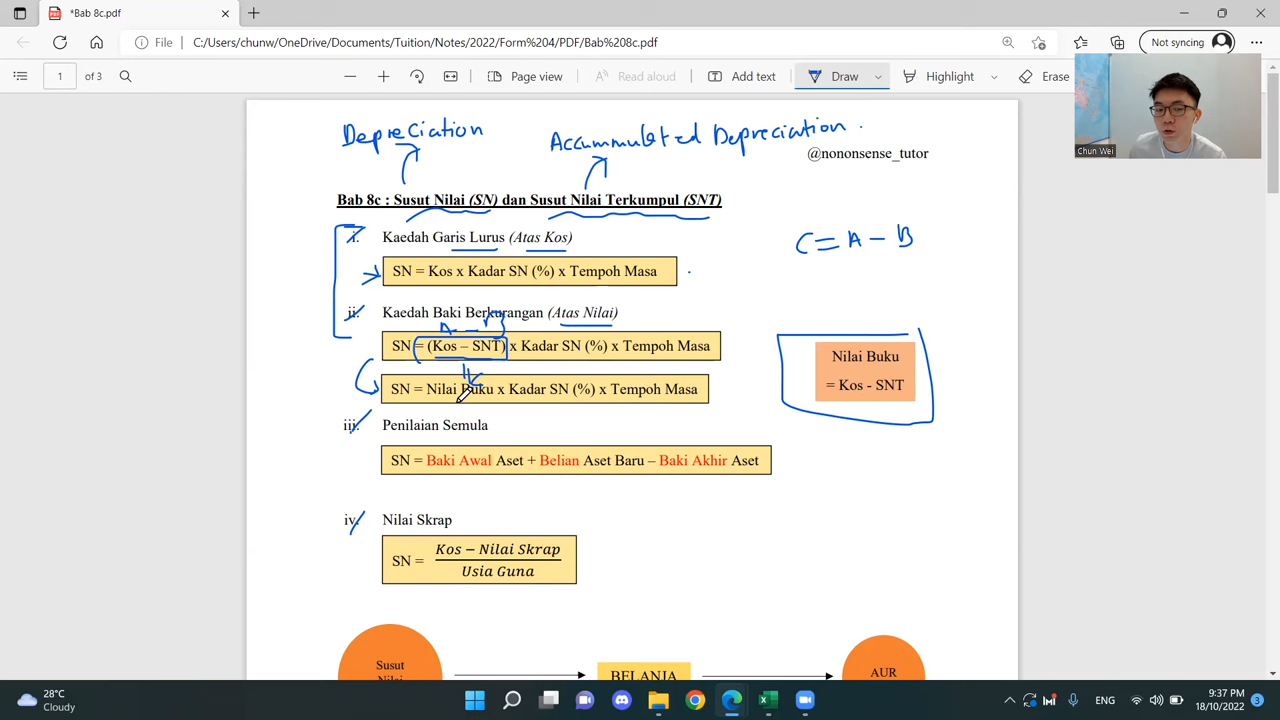 *Bab 8c.pdf
File
C:/Users/chunw/OneDrive/Documents/Tuition/Notes/2022/Form%204/PDF/Bab%208c.pdf
Not syncing
1 of 3
Page view
Read aloud
Add text
Draw
Highlight
Erase
Chun Wei
Depreciation
Accummulated Depreciation.
@nononsense_tutor
Bab 8c : Susut Nilai (SN) dan Susut Nilai Terkumpul (SNT)
i. Kaedah Garis Lurus (Atas Kos)
C = A - B
SN = Kos x Kadar SN (%) x Tempoh Masa
ii. Kaedah Baki Berkurangan (Atas Nilai)
A - B
SN = (Kos – SNT) x Kadar SN (%) x Tempoh Masa
Nilai Buku
= Kos - SNT
SN = Nilai Buku x Kadar SN (%) x Tempoh Masa
iii. Penilaian Semula
SN = Baki Awal Aset + Belian Aset Baru – Baki Akhir Aset
iv. Nilai Skrap
SN = Kos – Nilai Skrap
Usia Guna
Susut
Nilai
BELANJA
AUR
28°C
Cloudy
ENG
9:37 PM
18/10/2022
3